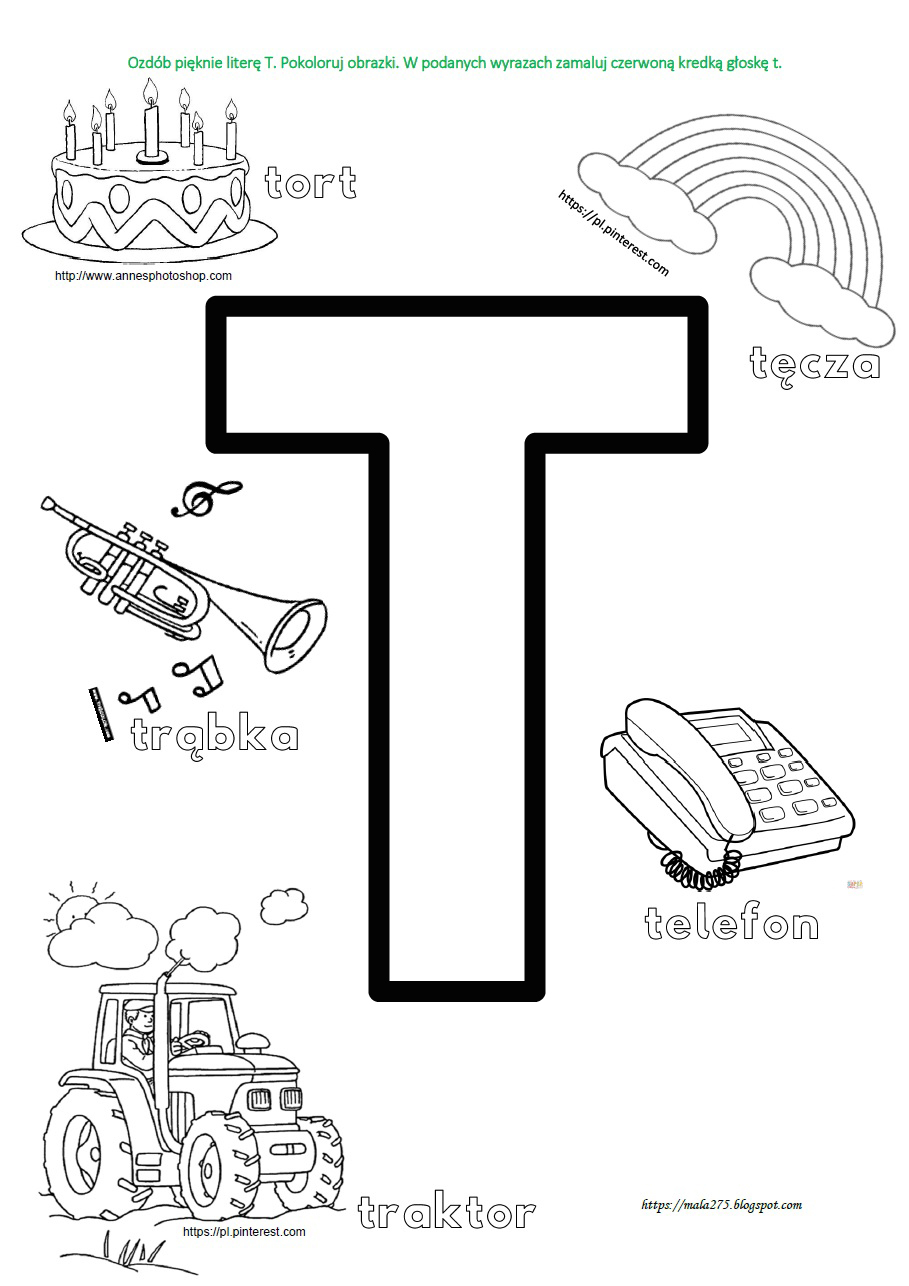 Ozdób pięknie literę T. Pokoloruj obrazki. W podanych wyrazach zamaluj czerwoną kredką głoskę t.
tort
https://pl.pinterest.com
http://www.annesphotoshop.com
tęcza
T
trąbka
telefon
traktor
https://mala275.blogspot.com
https://pl.pinterest.com